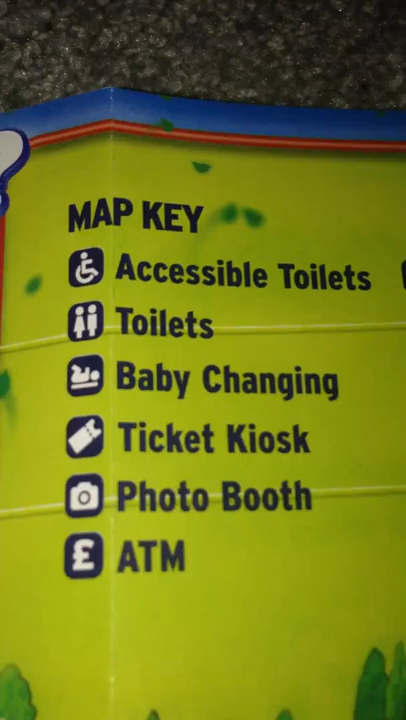 MAP KEY
Accessible Toilets
Toilets
Baby Changing
Ticket Kiosk
Photo Booth
£ ATM